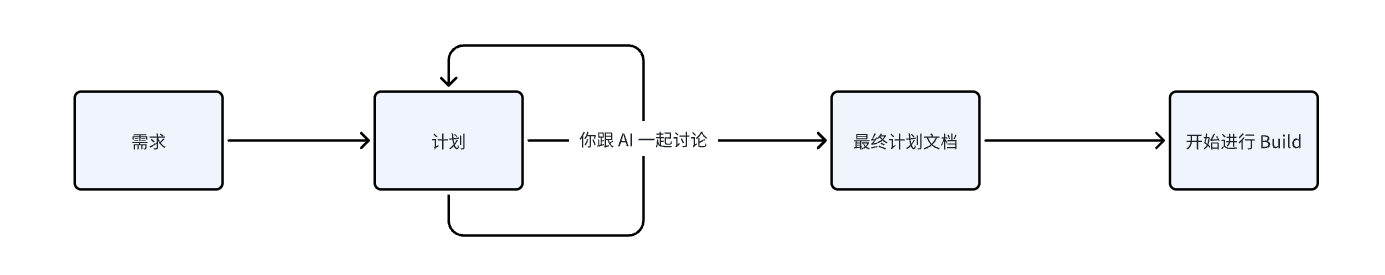 需求
计划
你跟 AI 一起讨论
最终计划文档
开始进行 Build